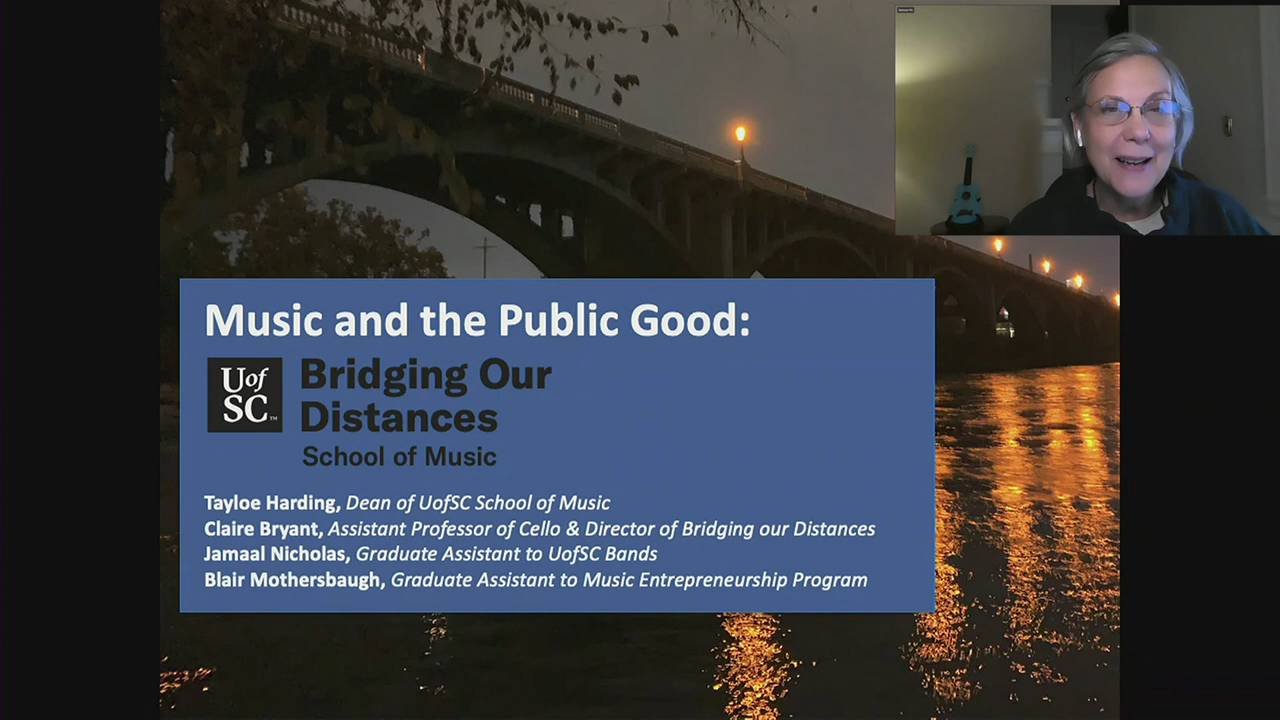 Music and the Public Good:
UofSC™
Bridging Our
Distances
School of Music
Tayloe Harding, Dean of UofSC School of Music
Claire Bryant, Assistant Professor of Cello & Director of Bridging our Distances
Jamaal Nicholas, Graduate Assistant to UofSC Bands
Blair Mothersbaugh, Graduate Assistant to Music Entrepreneurship Program